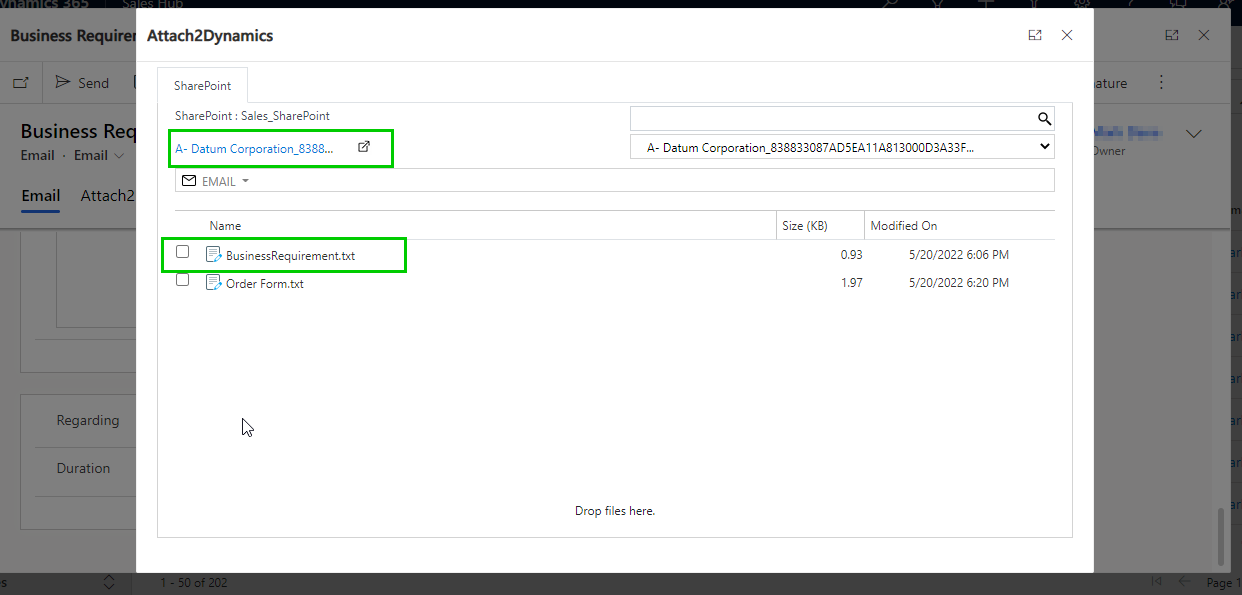 Dynamics 365 Sales Hub
Business Requirem
Attach2Dynamics
Send
ature
SharePoint
SharePoint : Sales_SharePoint
Business Req
A- Datum Corporation_8388...
A- Datum Corporation_838833087AD5EA11A813000D3A33F...
Email · Email
Owner
EMAIL
Email Attach2
Name Size (KB) Modified On
BusinessRequirement.txt 0.93 5/20/2022 6:06 PM
Order Form.txt 1.97 5/20/2022 6:20 PM
Regarding
Duration
Drop files here.
1 - 50 of 202
Page 1